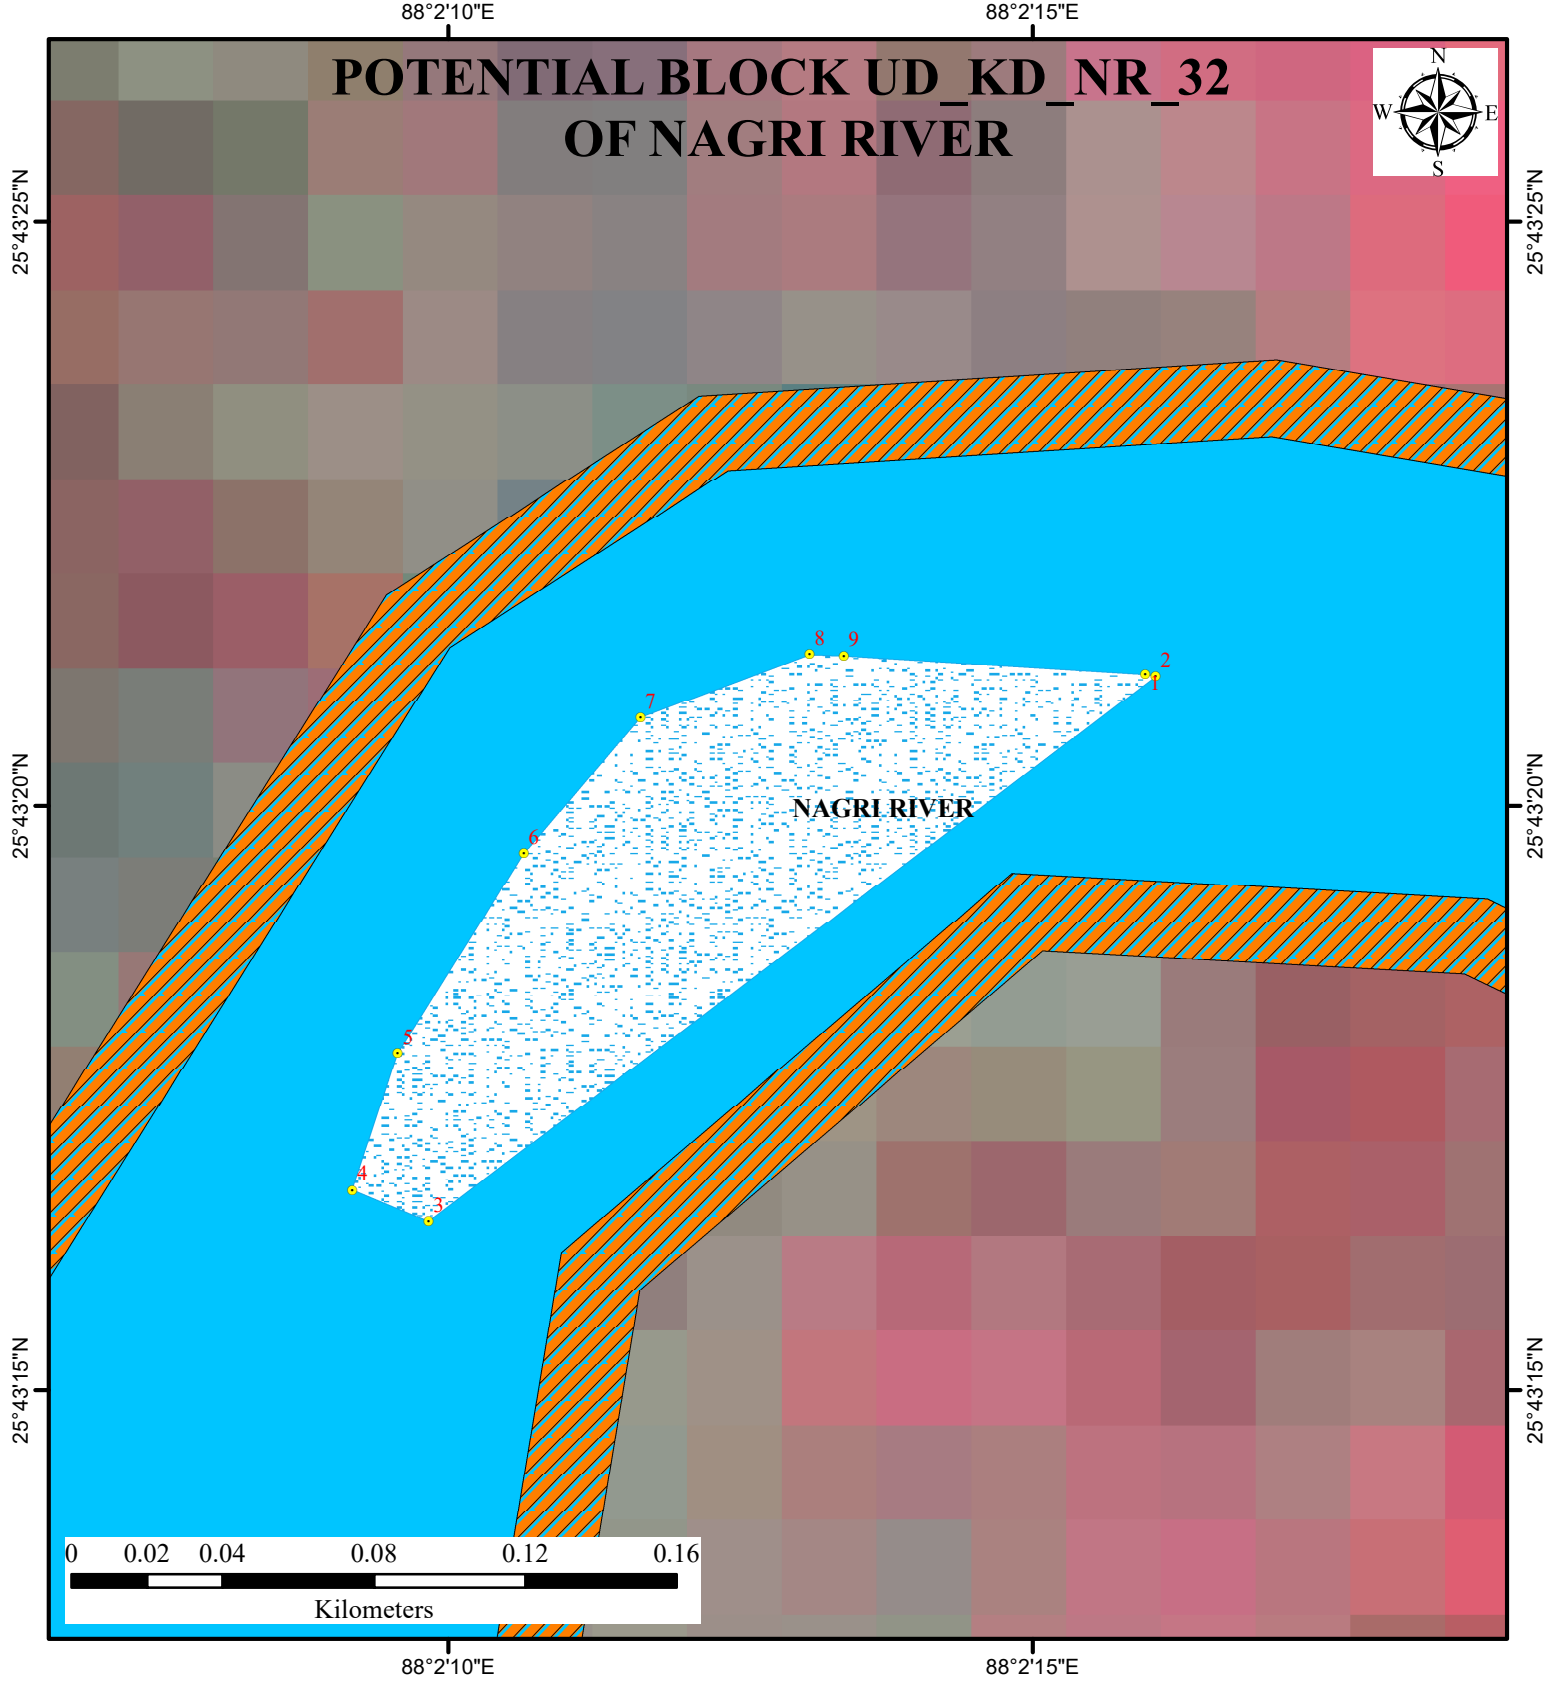 88°2'10"E 88°2'15"E
POTENTIAL BLOCK UD_KD_NR_32
OF NAGRI RIVER
N
W E
S
25°43'25"N 25°43'25"N
8 9
2
1
7
25°43'20"N 25°43'20"N
NAGRI RIVER
6
5
4
3
25°43'15"N 25°43'15"N
0 0.02 0.04 0.08 0.12 0.16
Kilometers
88°2'10"E 88°2'15"E